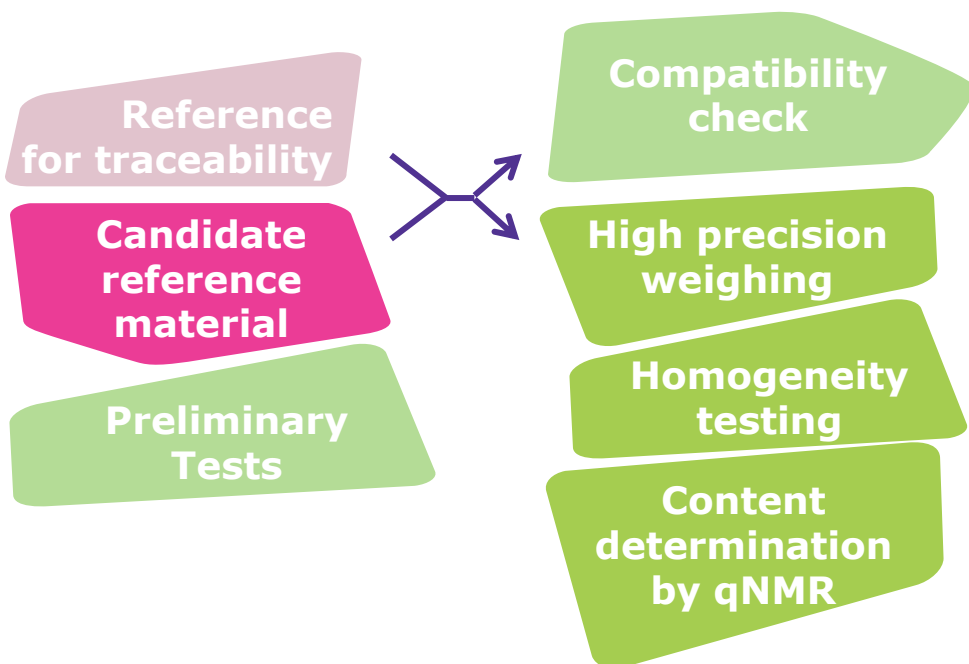 Reference
for traceability
Candidate
reference
material
Preliminary
Tests
Compatibility
check
High precision
weighing
Homogeneity
testing
Content
determination
by qNMR